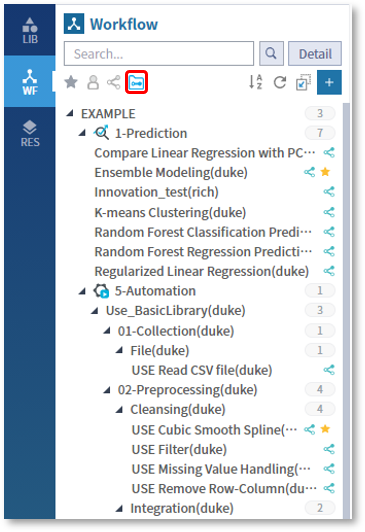 LIB
WF
RES
Workflow
Search...
Detail
EXAMPLE 3
1-Prediction 7
Compare Linear Regression with PC⋯
Ensemble Modeling(duke)
Innovation_test(rich)
K-means Clustering(duke)
Random Forest Classification Predi⋯
Random Forest Regression Predicti⋯
Regularized Linear Regression(duke)
5-Automation 1
Use_BasicLibrary(duke) 3
01-Collection(duke) 1
File(duke) 1
USE Read CSV file(duke)
02-Preprocessing(duke) 4
Cleansing(duke) 4
USE Cubic Smooth Spline(⋯
USE Filter(duke)
USE Missing Value Handling(⋯
USE Remove Row-Column(du⋯
Integration(duke) 2